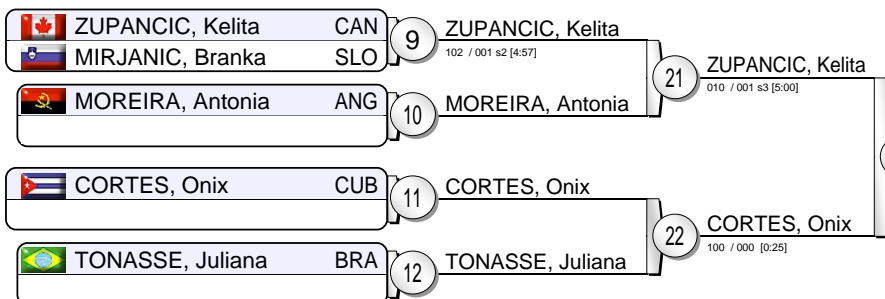 ZUPANCIC, Kelita CAN
MIRJANIC, Branka SLO
9
ZUPANCIC, Kelita
102 / 001 s2 [4:57]
MOREIRA, Antonia ANG
10
MOREIRA, Antonia
21
ZUPANCIC, Kelita
010 / 001 s3 [5:00]
CORTES, Onix CUB
11
CORTES, Onix
TONASSE, Juliana BRA
12
TONASSE, Juliana
22
CORTES, Onix
100 / 000 [0:25]